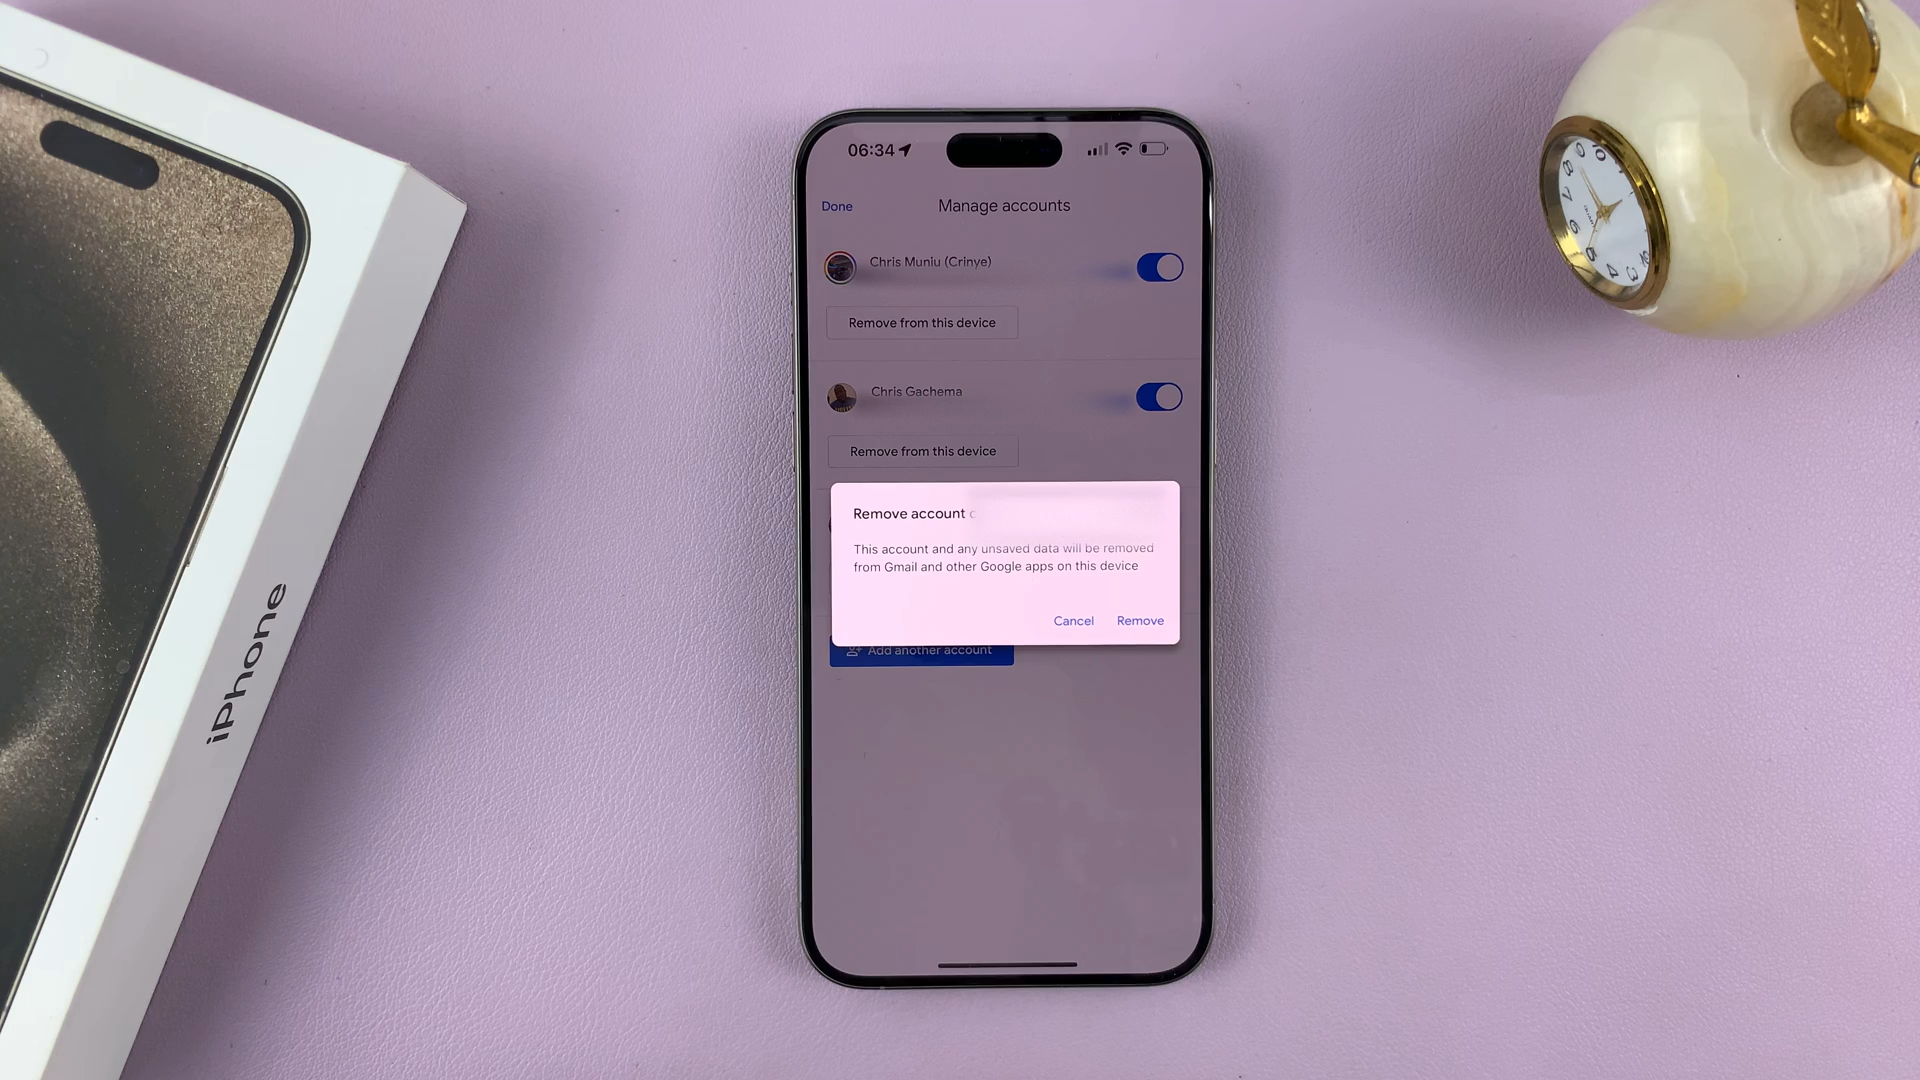 iPhone
06:34
Done
Manage accounts
Chris Muniu (Crinye)
Remove from this device
Chris Gachema
Remove from this device
Remove account
This account and any unsaved data will be removed
from Gmail and other Google apps on this device
Cancel Remove
Add another account